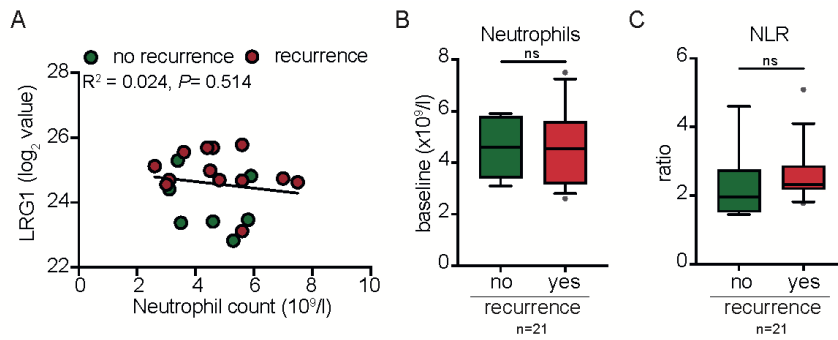 A
no recurrence recurrence
R² = 0.024, P= 0.514
28
26
24
22
LRG1 (log₂ value)
0 2 4 6 8 10
Neutrophil count (10⁹/l)
B
Neutrophils
ns
8
6
4
2
0
baseline (x10⁹/l)
no yes
recurrence
n=21
C
NLR
ns
6
4
2
0
ratio
no yes
recurrence
n=21